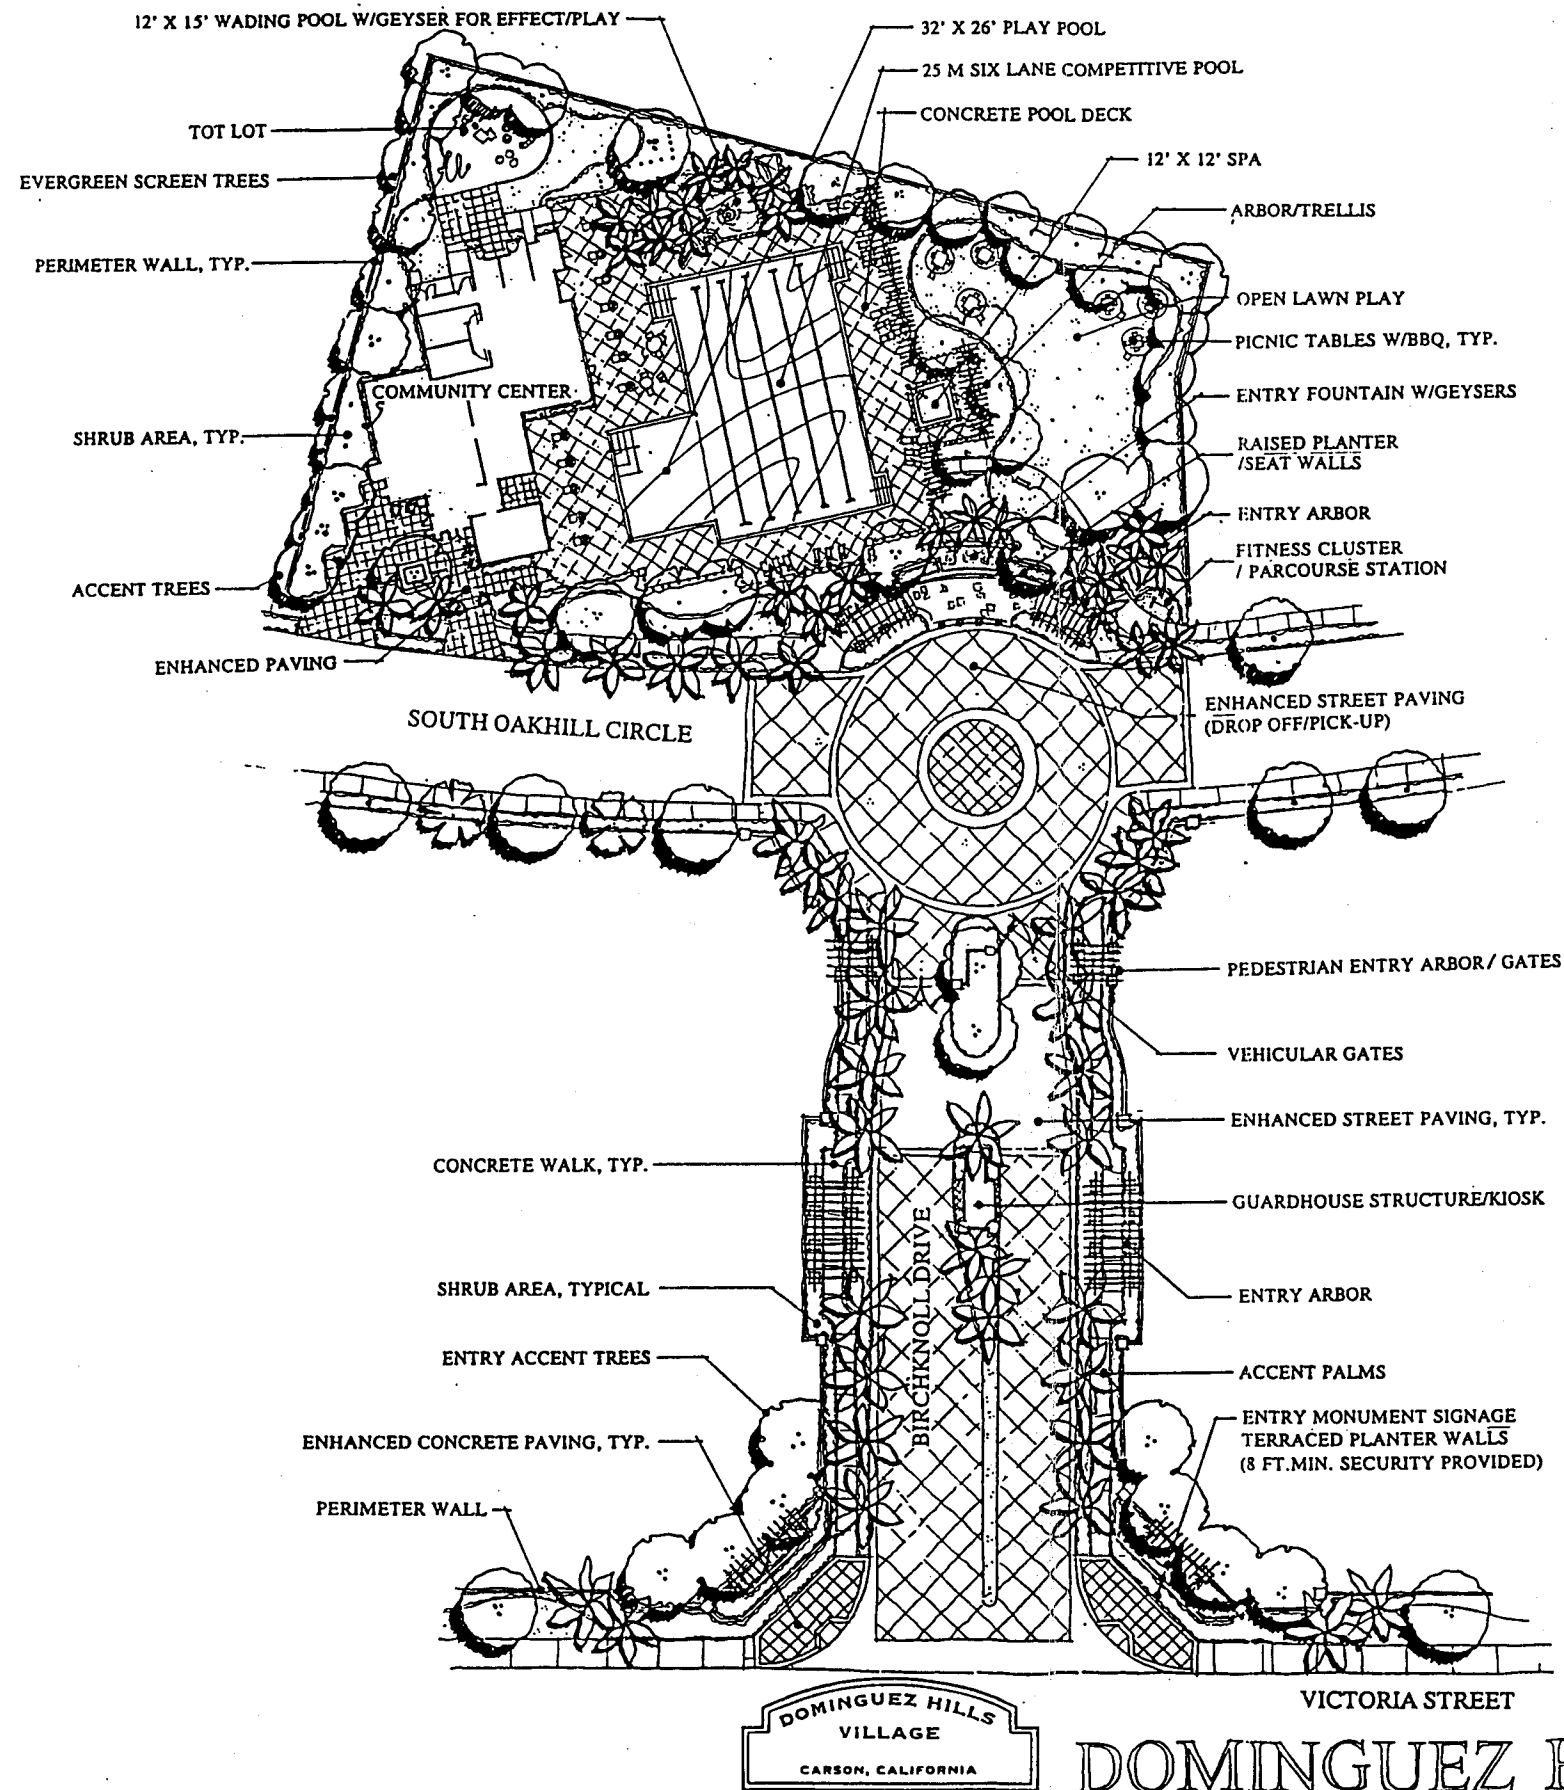 12' X 15' WADING POOL W/GEYSER FOR EFFECT/PLAY
32' X 26' PLAY POOL
25 M SIX LANE COMPETITIVE POOL
CONCRETE POOL DECK
TOT LOT
12' X 12' SPA
EVERGREEN SCREEN TREES
ARBOR/TRELLIS
PERIMETER WALL, TYP.
OPEN LAWN PLAY
PICNIC TABLES W/BBQ, TYP.
COMMUNITY CENTER
ENTRY FOUNTAIN W/GEYSERS
SHRUB AREA, TYP.
RAISED PLANTER
/SEAT WALLS
ENTRY ARBOR
FITNESS CLUSTER
/ PARCOURSE STATION
ACCENT TREES
ENHANCED PAVING
ENHANCED STREET PAVING
(DROP OFF/PICK-UP)
SOUTH OAKHILL CIRCLE
PEDESTRIAN ENTRY ARBOR/ GATES
VEHICULAR GATES
ENHANCED STREET PAVING, TYP.
CONCRETE WALK, TYP.
GUARDHOUSE STRUCTURE/KIOSK
BIRCHKNOLL DRIVE
SHRUB AREA, TYPICAL
ENTRY ARBOR
ENTRY ACCENT TREES
ACCENT PALMS
ENTRY MONUMENT SIGNAGE
TERRACED PLANTER WALLS
(8 FT.MIN. SECURITY PROVIDED)
ENHANCED CONCRETE PAVING, TYP.
PERIMETER WALL
VICTORIA STREET
DOMINGUEZ HILLS
VILLAGE
CARSON, CALIFORNIA
DOMINGUEZ